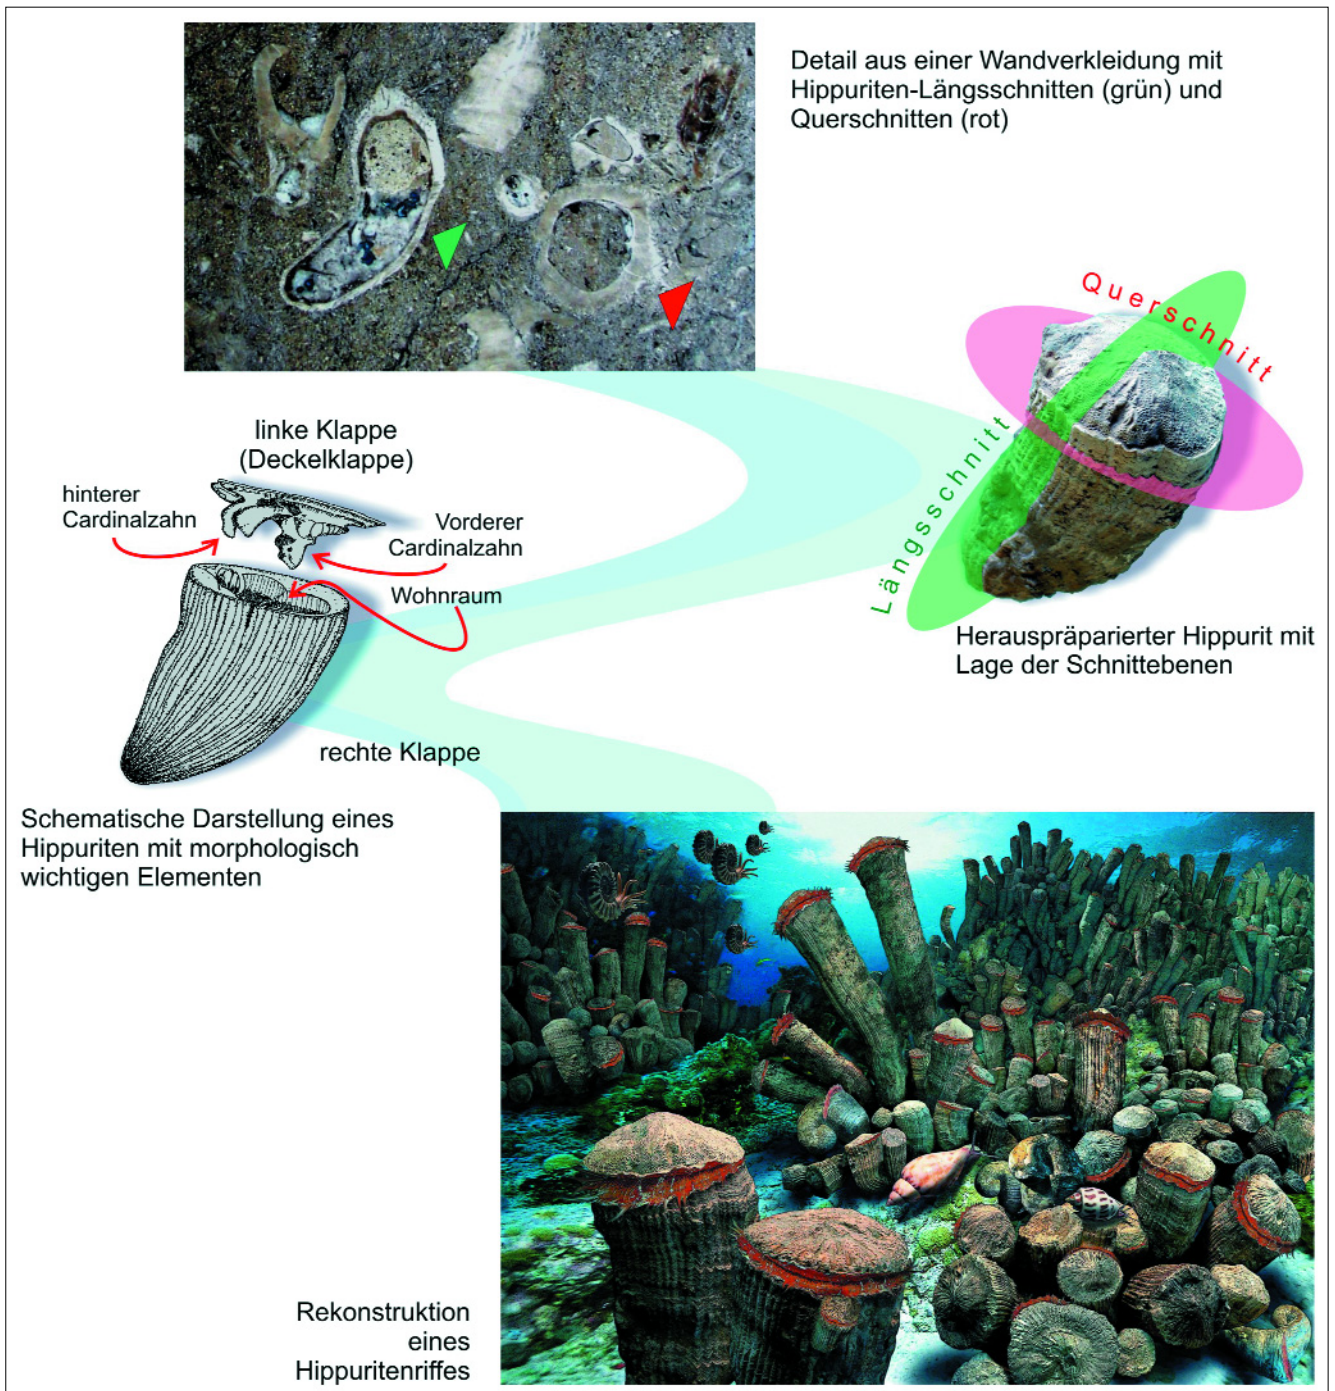 Detail aus einer Wandverkleidung mit
Hippuriten-Längsschnitten (grün) und
Querschnitten (rot)
Querschnitt
Längsschnitt
Herauspräparierter Hippurit mit
Lage der Schnittebenen
linke Klappe
(Deckelklappe)
hinterer
Cardinalzahn
Vorderer
Cardinalzahn
Wohnraum
rechte Klappe
Schematische Darstellung eines
Hippuriten mit morphologisch
wichtigen Elementen
Rekonstruktion
eines
Hippuritenriffes